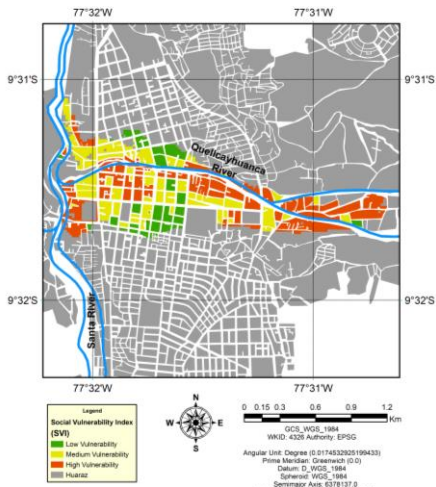 77°32'W 77°31'W
9°31'S 9°31'S
Quellcayhuanca
River
Santa River
9°32'S 9°32'S
77°32'W 77°31'W
Legend
Social Vulnerability Index
(SVI)
Low Vulnerability
Medium Vulnerability
High Vulnerability
Huaraz
N
W E
S
0 0.15 0.3 0.6 0.9 1.2
Km
GCS_WGS_1984
WKID: 4326 Authority: EPSG
Angular Unit: Degree (0.0174532925199433)
Prime Meridian: Greenwich (0.0)
Datum: D_WGS_1984
Spheroid: WGS_1984
Semimajor Axis: 6378137.0